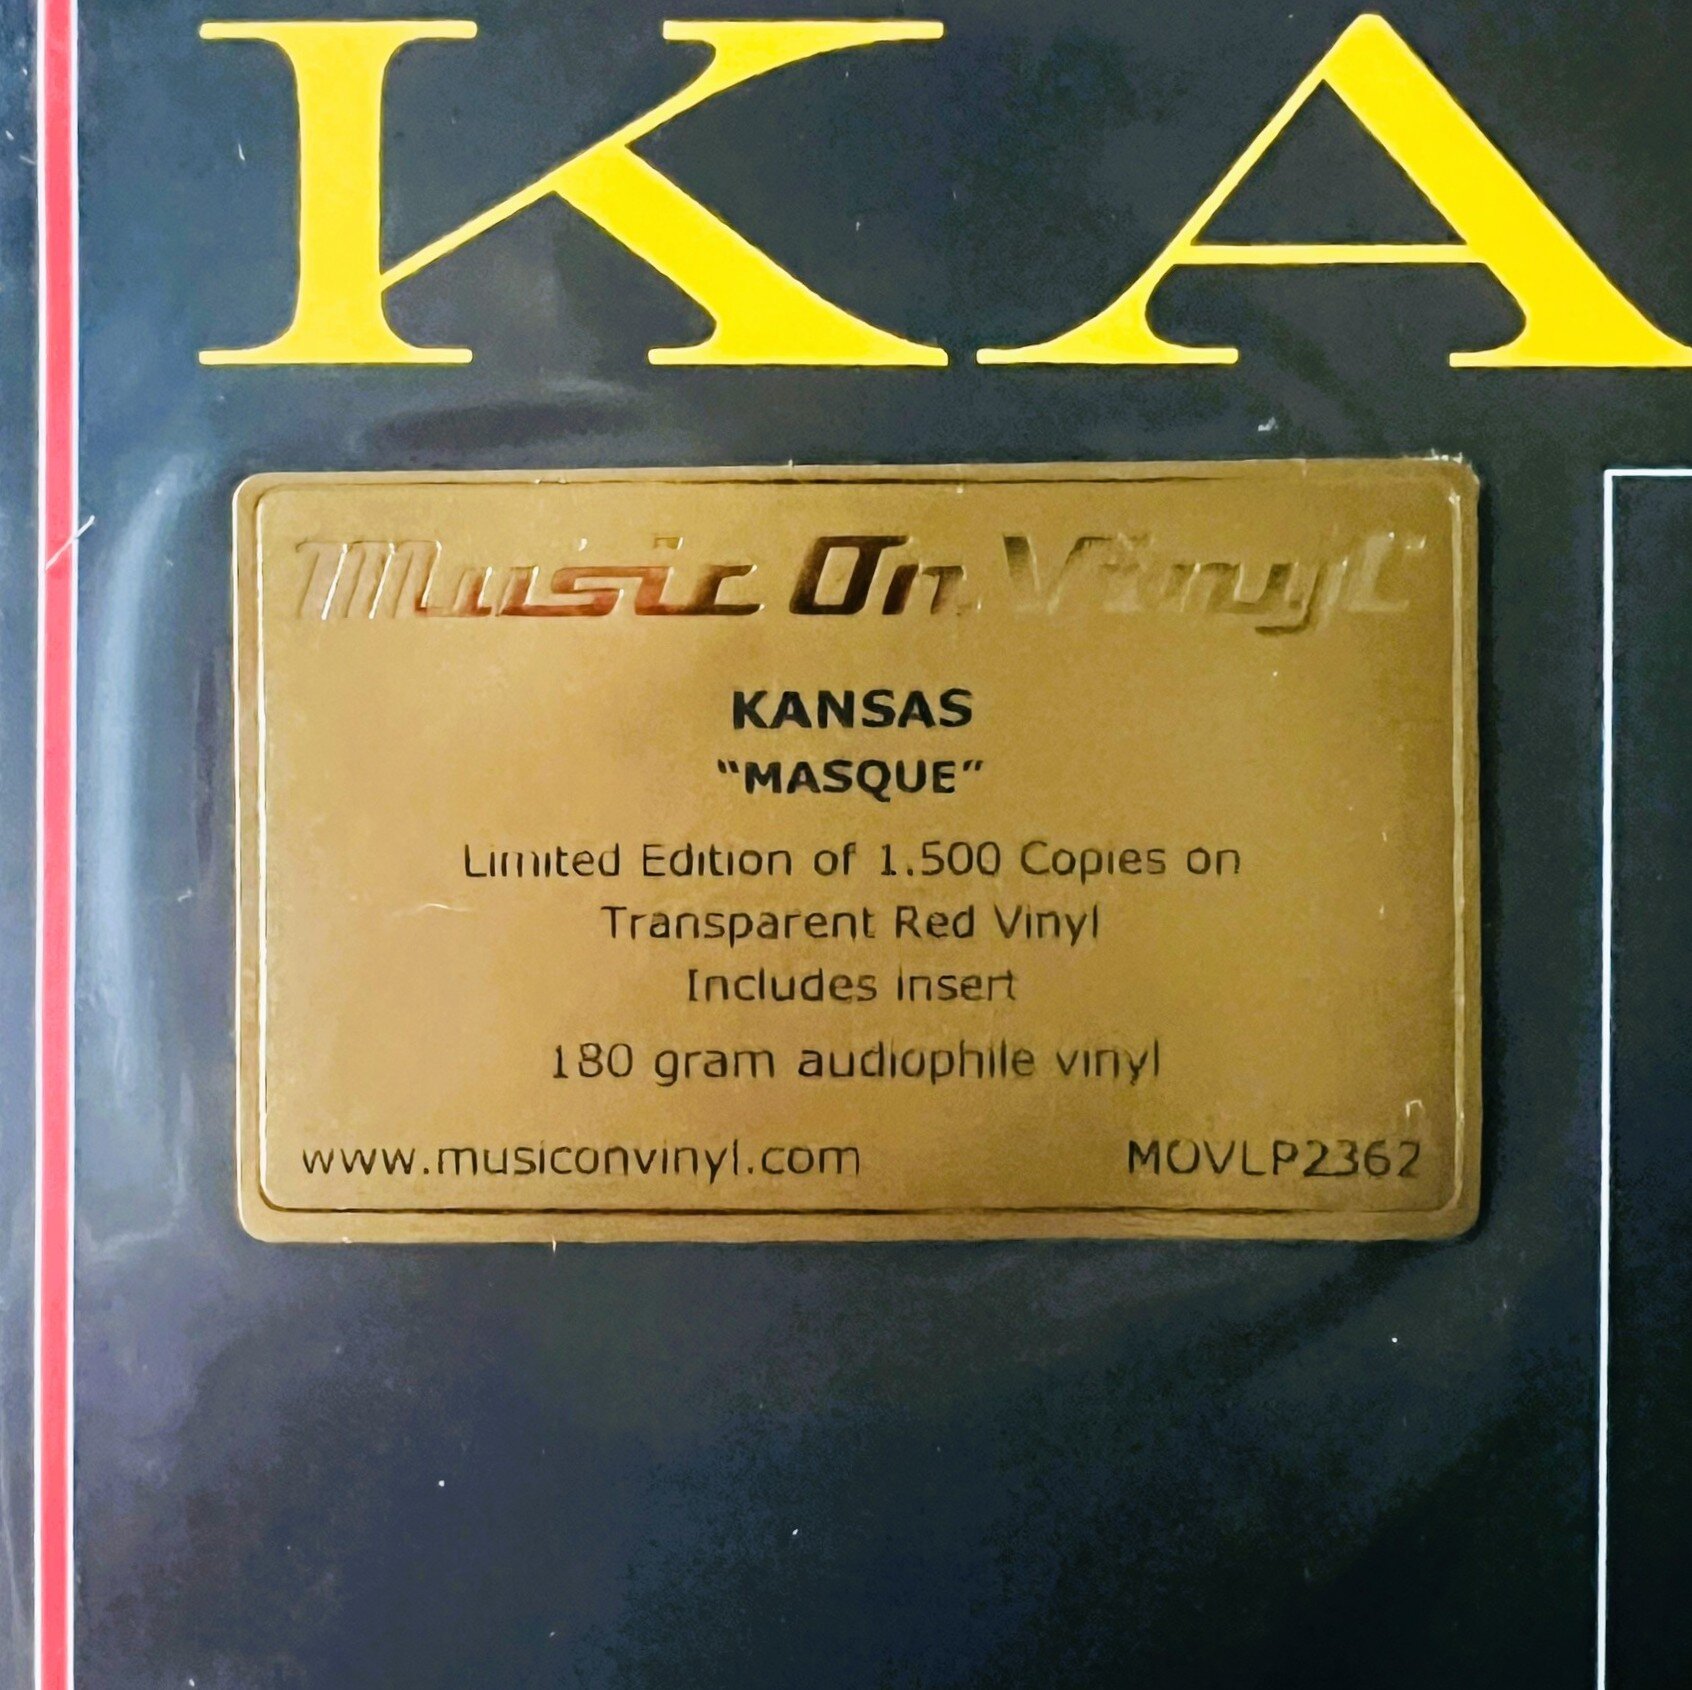 KA
Music On Vinyl
KANSAS
“MASQUE”
Limited Edition of 1.500 Copies on
Transparent Red Vinyl
Includes insert
180 gram audiophile vinyl
www.musiconvinyl.com MOVLP2362